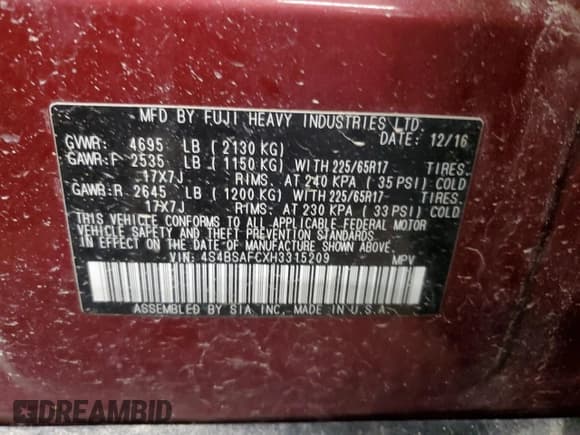 MFD BY FUJI HEAVY INDUSTRIES LTD.
DATE: 12/16
GVWR: 4695 LB ( 2130 KG)
GAWR:F 2535 LB ( 1150 KG) WITH 225/65R17 TIRES.
17X7J RIMS. AT 240 KPA ( 35 PSI) COLD
GAWR:R 2645 LB ( 1200 KG) WITH 225/65R17 TIRES.
17X7J RIMS. AT 230 KPA ( 33 PSI) COLD
THIS VEHICLE CONFORMS TO ALL APPLICABLE FEDERAL MOTOR
VEHICLE SAFETY AND THEFT PREVENTION STANDARDS
IN EFFECT ON THE DATE OF MANUFACTURE SHOWN ABOVE.
VIN: 4S4BSAFCXH3315209 MPV
ASSEMBLED BY SIA INC, MADE IN U.S.A.
DREAMBID